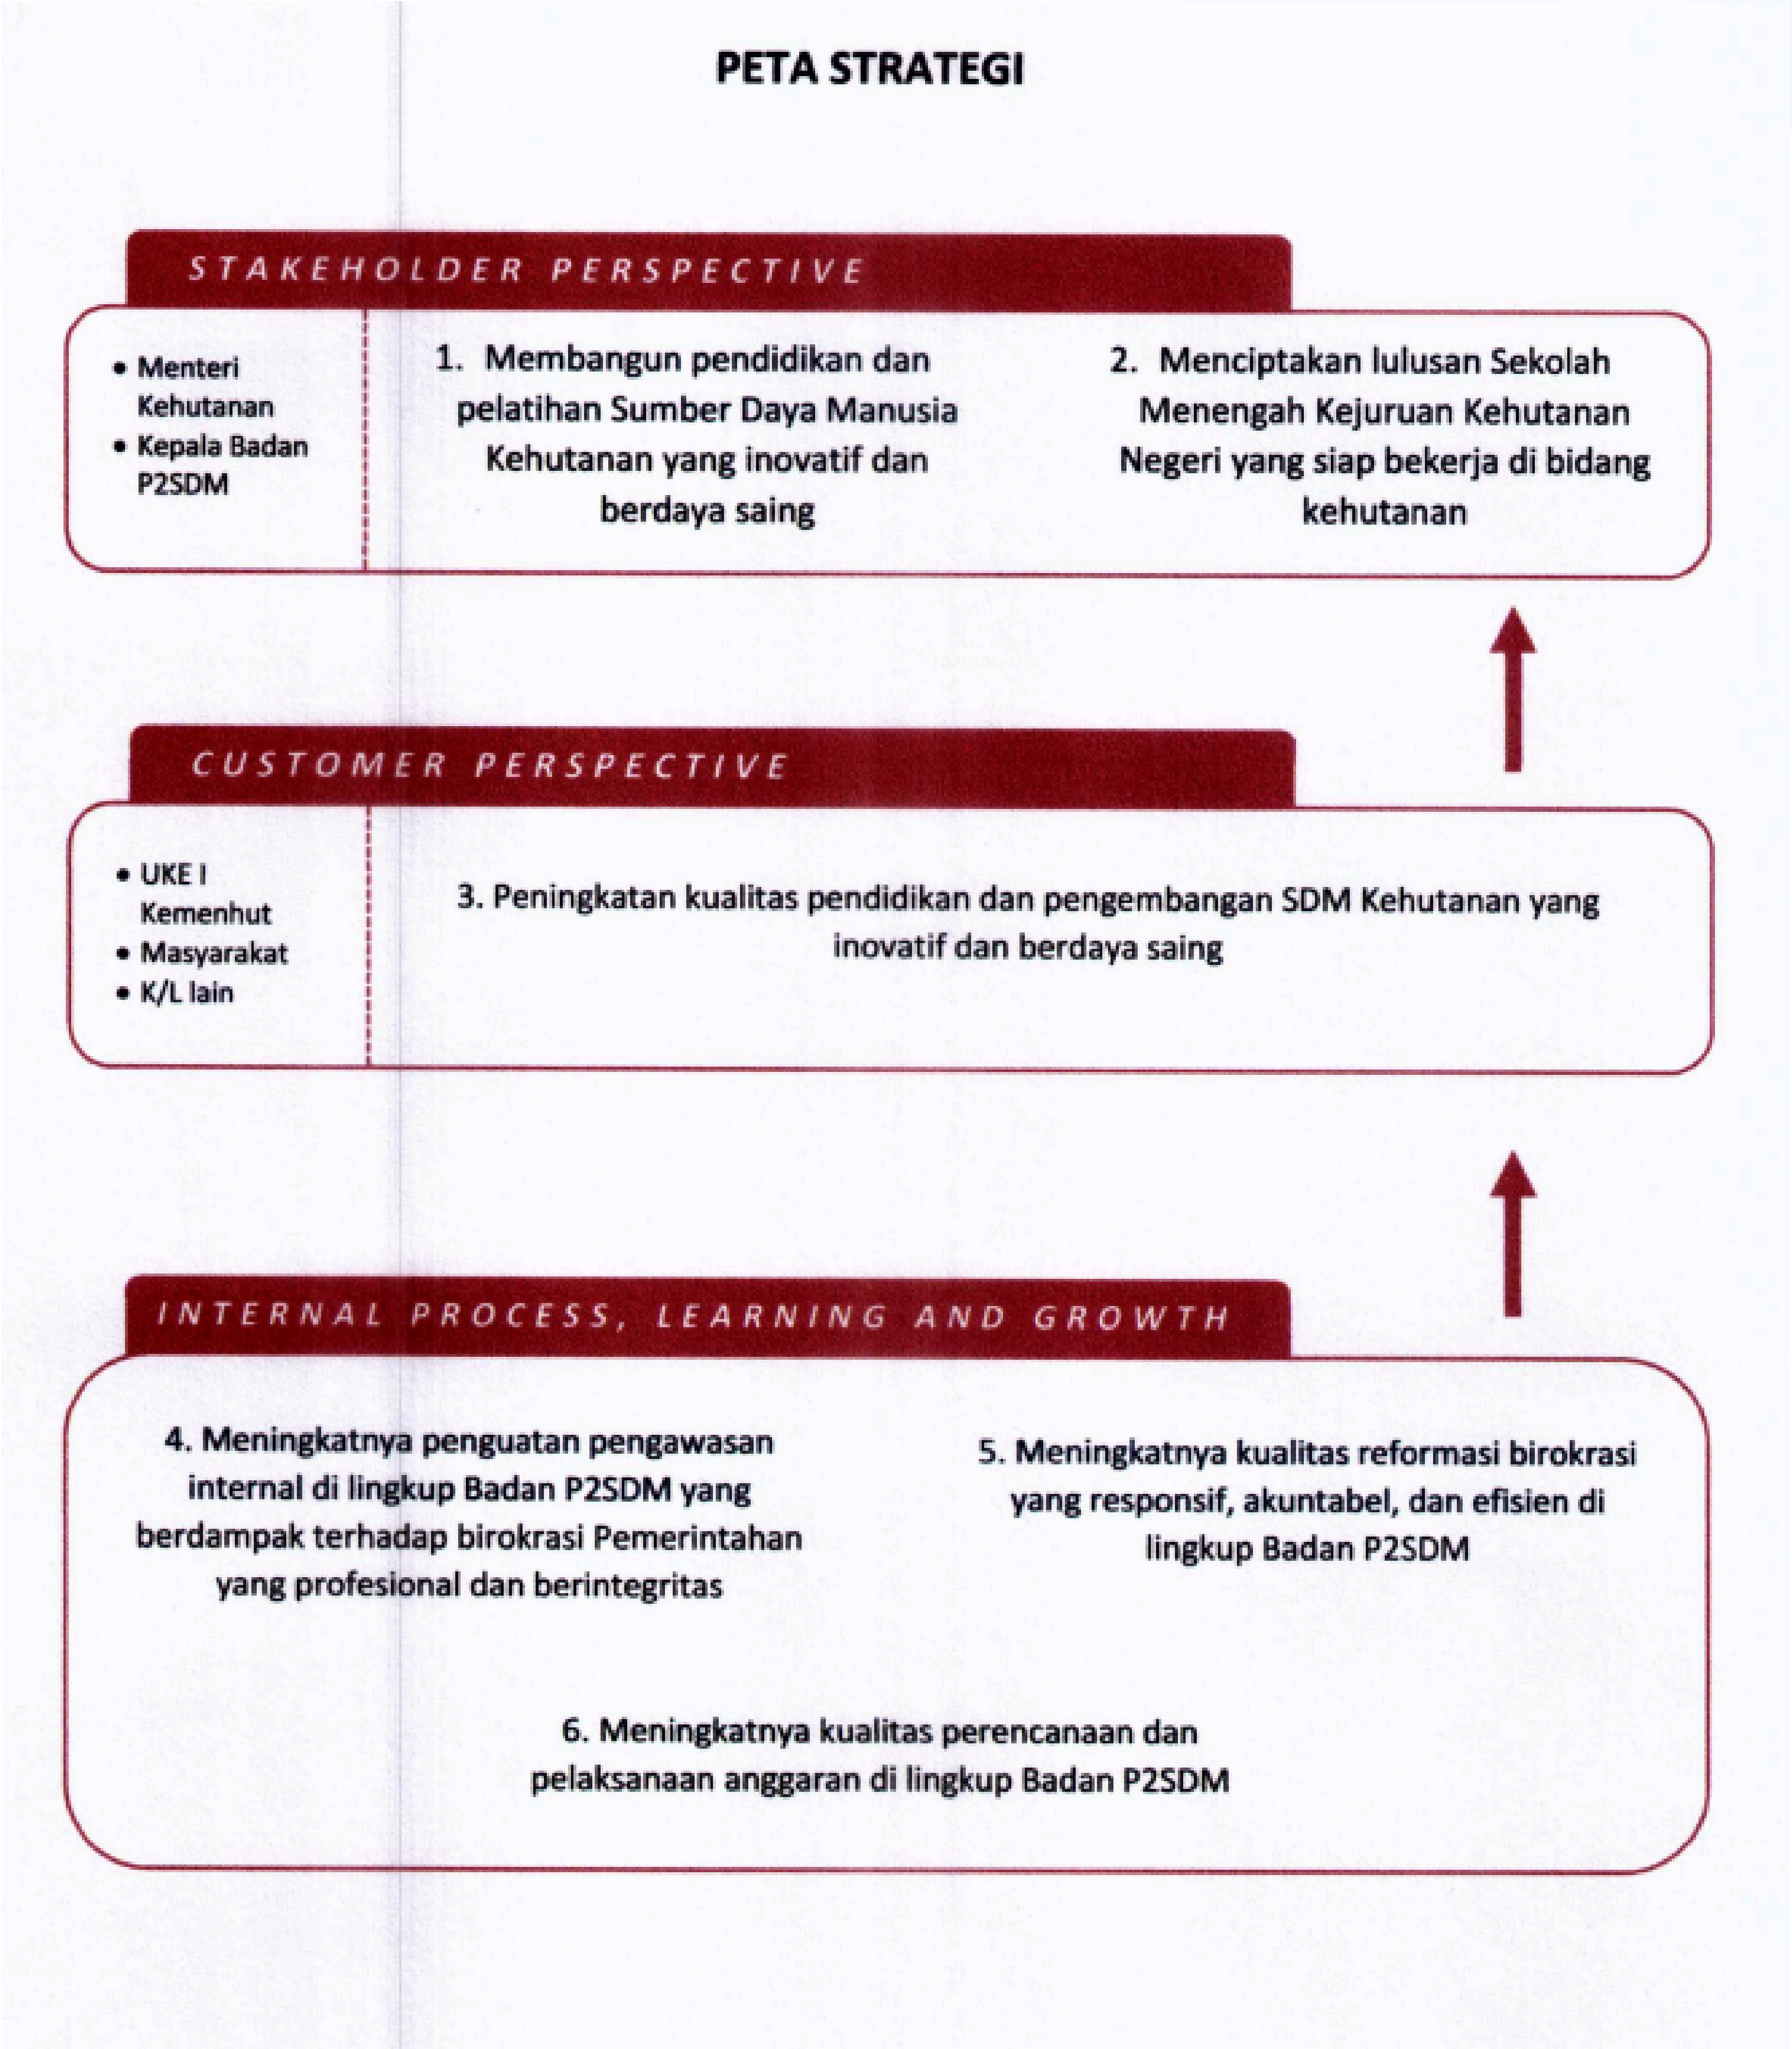 PETA STRATEGI
STAKEHOLDER PERSPECTIVE
• Menteri
Kehutanan
• Kepala Badan
P2SDM
1. Membangun pendidikan dan
pelatihan Sumber Daya Manusia
Kehutanan yang inovatif dan
berdaya saing
2. Menciptakan lulusan Sekolah
Menengah Kejuruan Kehutanan
Negeri yang siap bekerja di bidang
kehutanan
CUSTOMER PERSPECTIVE
• UKE I
Kemenhut
• Masyarakat
• K/L lain
3. Peningkatan kualitas pendidikan dan pengembangan SDM Kehutanan yang
inovatif dan berdaya saing
INTERNAL PROCESS, LEARNING AND GROWTH
4. Meningkatnya penguatan pengawasan
internal di lingkup Badan P2SDM yang
berdampak terhadap birokrasi Pemerintahan
yang profesional dan berintegritas
5. Meningkatnya kualitas reformasi birokrasi
yang responsif, akuntabel, dan efisien di
lingkup Badan P2SDM
6. Meningkatnya kualitas perencanaan dan
pelaksanaan anggaran di lingkup Badan P2SDM